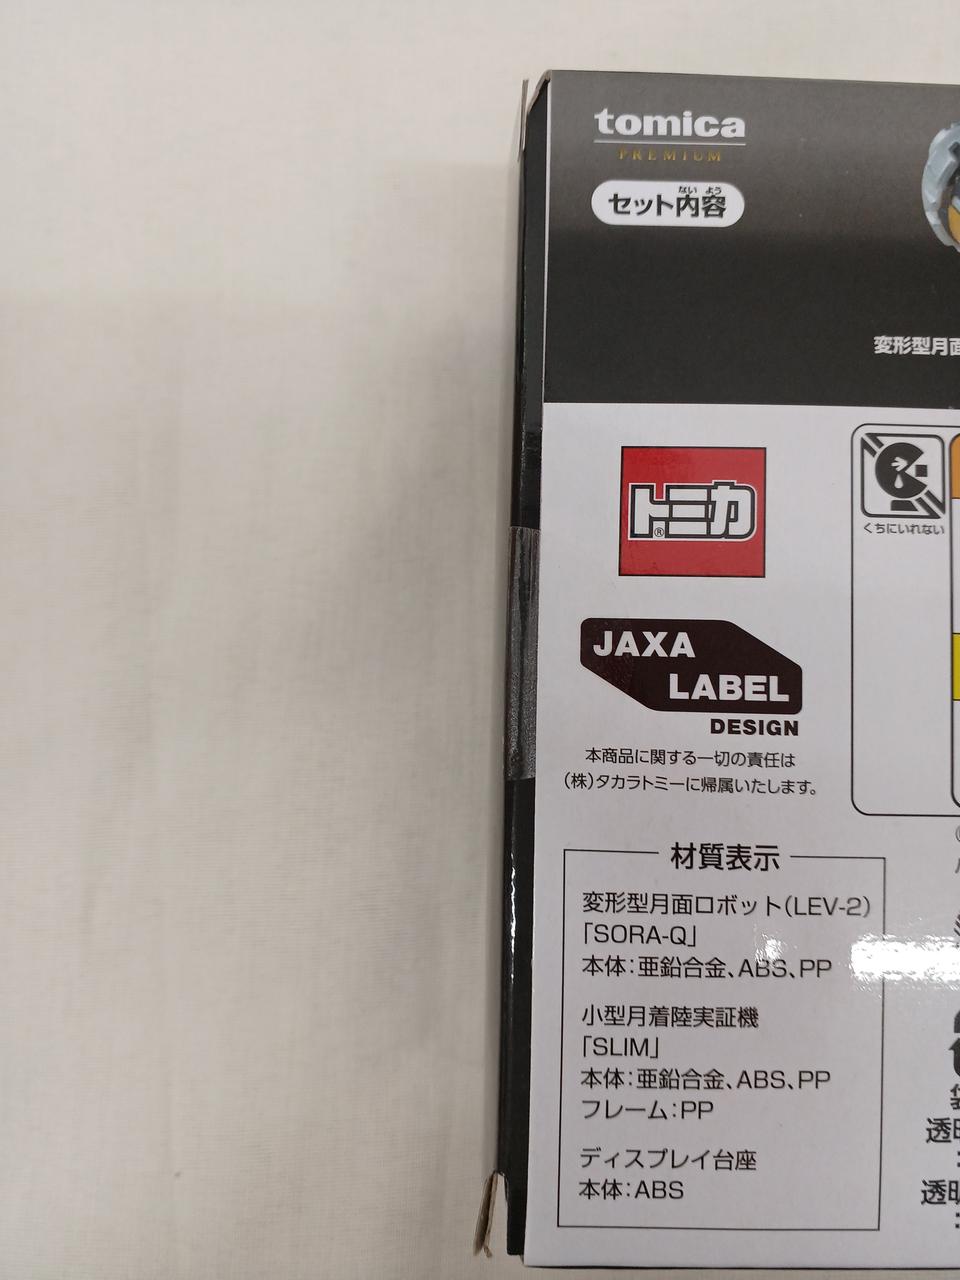 tomica
PREMIUM
ないよう
セット内容
変形型月面
トミカ
®
くちにいれない
JAXA
LABEL
DESIGN
本商品に関する一切の責任は
(株)タカラトミーに帰属いたします。
材質表示
変形型月面ロボット(LEV-2)
「SORA-Q」
本体:亜鉛合金、ABS、PP
小型月着陸実証機
「SLIM」
本体:亜鉛合金、ABS、PP
フレーム:PP
ディスプレイ台座
本体:ABS
袋
透明
透明